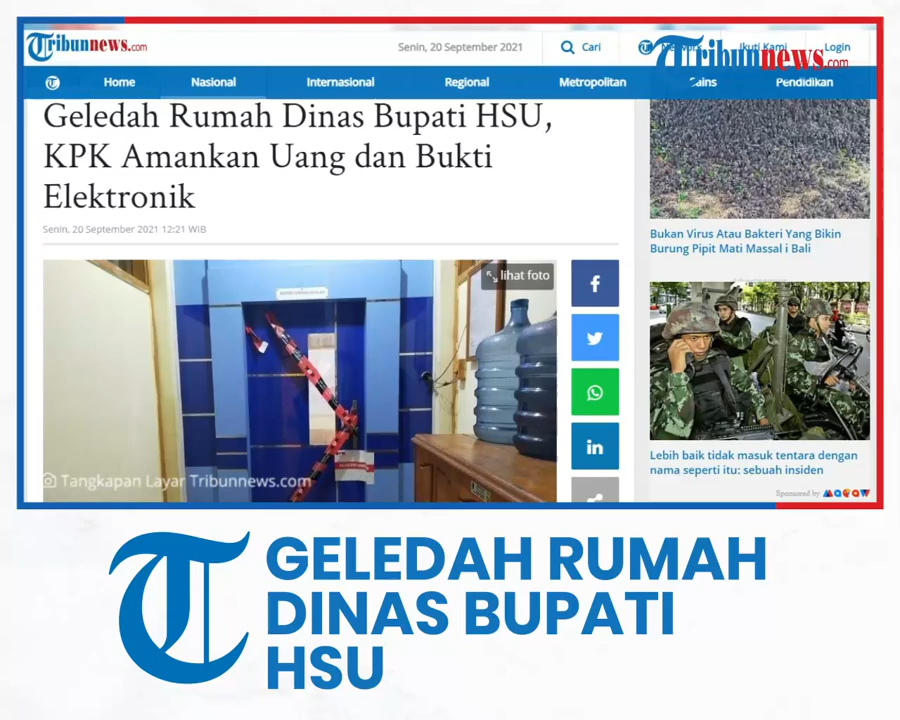 Tribunnews.com
Senin, 20 September 2021
Cari
Ikuti Kami
Login
Tribunnews.com
Home
Nasional
Internasional
Regional
Metropolitan
Sains
Pendidikan
Geledah Rumah Dinas Bupati HSU,
KPK Amankan Uang dan Bukti
Elektronik
Senin, 20 September 2021 12:21 WIB
lihat foto
Tangkapan Layar Tribunnews.com
Bukan Virus Atau Bakteri Yang Bikin
Burung Pipit Mati Massal i Bali
Lebih baik tidak masuk tentara dengan
nama seperti itu: sebuah insiden
Sponsored by
GELEDAH RUMAH
DINAS BUPATI
HSU